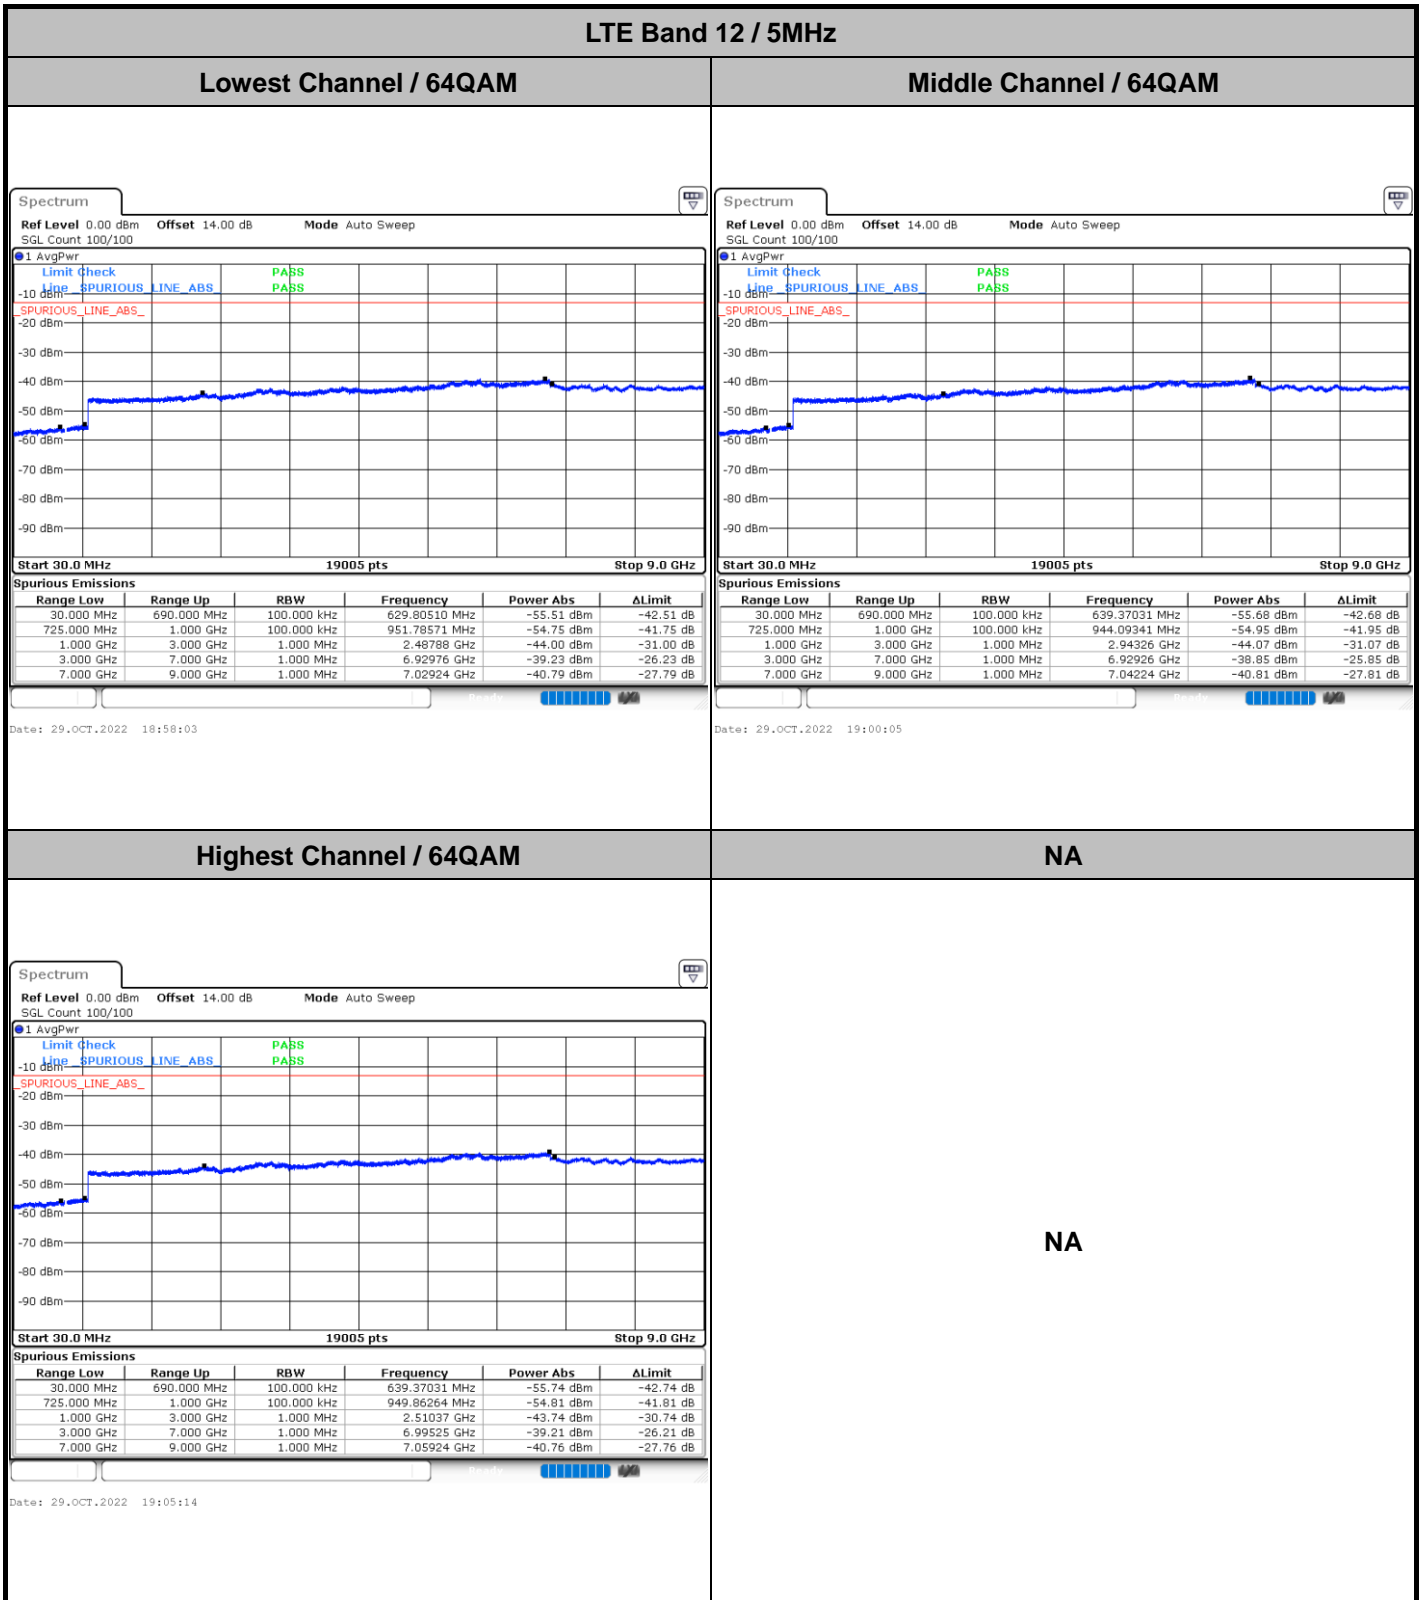 LTE Band 12 / 5MHz
Lowest Channel / 64QAM
Middle Channel / 64QAM
Spectrum
Ref Level 0.00 dBm Offset 14.00 dB Mode Auto Sweep
SGL Count 100/100
1 AvgPwr
Limit Check PASS
Line _SPURIOUS_LINE_ABS_ PASS
-10 dBm
_SPURIOUS_LINE_ABS_
-20 dBm
-30 dBm
-40 dBm
-50 dBm
-60 dBm
-70 dBm
-80 dBm
-90 dBm
Start 30.0 MHz 19005 pts Stop 9.0 GHz
Spurious Emissions
Range Low Range Up RBW Frequency Power Abs ΔLimit
30.000 MHz 690.000 MHz 100.000 kHz 629.80510 MHz -55.51 dBm -42.51 dB
725.000 MHz 1.000 GHz 100.000 kHz 951.78571 MHz -54.75 dBm -41.75 dB
1.000 GHz 3.000 GHz 1.000 MHz 2.48788 GHz -44.00 dBm -31.00 dB
3.000 GHz 7.000 GHz 1.000 MHz 6.92976 GHz -39.23 dBm -26.23 dB
7.000 GHz 9.000 GHz 1.000 MHz 7.02924 GHz -40.79 dBm -27.79 dB
Ready
Date: 29.OCT.2022 18:58:03
Spectrum
Ref Level 0.00 dBm Offset 14.00 dB Mode Auto Sweep
SGL Count 100/100
1 AvgPwr
Limit Check PASS
Line _SPURIOUS_LINE_ABS_ PASS
-10 dBm
_SPURIOUS_LINE_ABS_
-20 dBm
-30 dBm
-40 dBm
-50 dBm
-60 dBm
-70 dBm
-80 dBm
-90 dBm
Start 30.0 MHz 19005 pts Stop 9.0 GHz
Spurious Emissions
Range Low Range Up RBW Frequency Power Abs ΔLimit
30.000 MHz 690.000 MHz 100.000 kHz 639.37031 MHz -55.68 dBm -42.68 dB
725.000 MHz 1.000 GHz 100.000 kHz 944.09341 MHz -54.95 dBm -41.95 dB
1.000 GHz 3.000 GHz 1.000 MHz 2.94326 GHz -44.07 dBm -31.07 dB
3.000 GHz 7.000 GHz 1.000 MHz 6.92926 GHz -38.85 dBm -25.85 dB
7.000 GHz 9.000 GHz 1.000 MHz 7.04224 GHz -40.81 dBm -27.81 dB
Ready
Date: 29.OCT.2022 19:00:05
Highest Channel / 64QAM
NA
Spectrum
Ref Level 0.00 dBm Offset 14.00 dB Mode Auto Sweep
SGL Count 100/100
1 AvgPwr
Limit Check PASS
Line _SPURIOUS_LINE_ABS_ PASS
-10 dBm
_SPURIOUS_LINE_ABS_
-20 dBm
-30 dBm
-40 dBm
-50 dBm
-60 dBm
-70 dBm
-80 dBm
-90 dBm
Start 30.0 MHz 19005 pts Stop 9.0 GHz
Spurious Emissions
Range Low Range Up RBW Frequency Power Abs ΔLimit
30.000 MHz 690.000 MHz 100.000 kHz 639.37031 MHz -55.74 dBm -42.74 dB
725.000 MHz 1.000 GHz 100.000 kHz 949.86264 MHz -54.81 dBm -41.81 dB
1.000 GHz 3.000 GHz 1.000 MHz 2.51037 GHz -43.74 dBm -30.74 dB
3.000 GHz 7.000 GHz 1.000 MHz 6.99525 GHz -39.21 dBm -26.21 dB
7.000 GHz 9.000 GHz 1.000 MHz 7.05924 GHz -40.76 dBm -27.76 dB
Ready
Date: 29.OCT.2022 19:05:14
NA